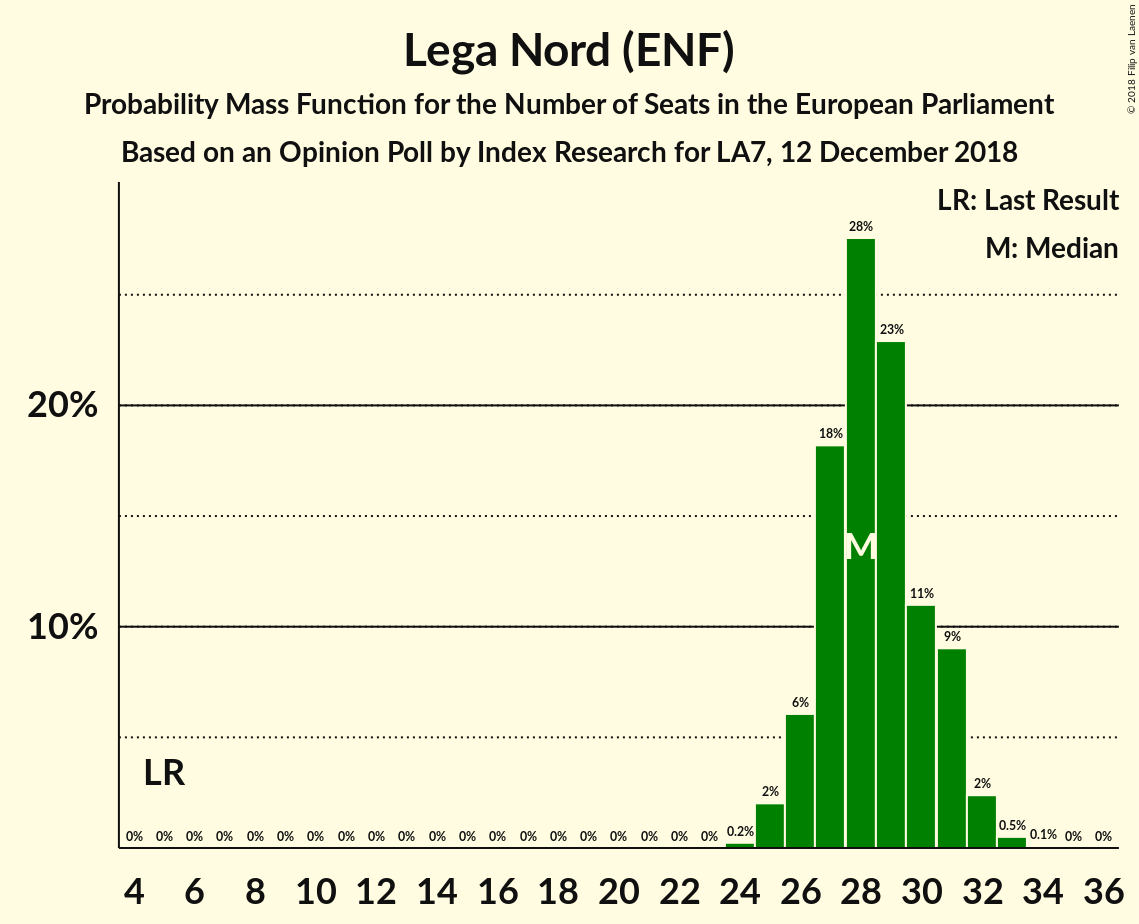 Lega Nord (ENF)
Probability Mass Function for the Number of Seats in the European Parliament
Based on an Opinion Poll by Index Research for LA7, 12 December 2018
© 2018 Filip van Laenen
LR: Last Result
M: Median
28%
23%
20%
18%
M
11%
10%
9%
6%
LR
2%
2%
0% 0% 0% 0% 0% 0% 0% 0% 0% 0% 0% 0% 0% 0% 0% 0% 0% 0% 0% 0% 0.2% 0.5% 0.1% 0% 0%
4 6 8 10 12 14 16 18 20 22 24 26 28 30 32 34 36